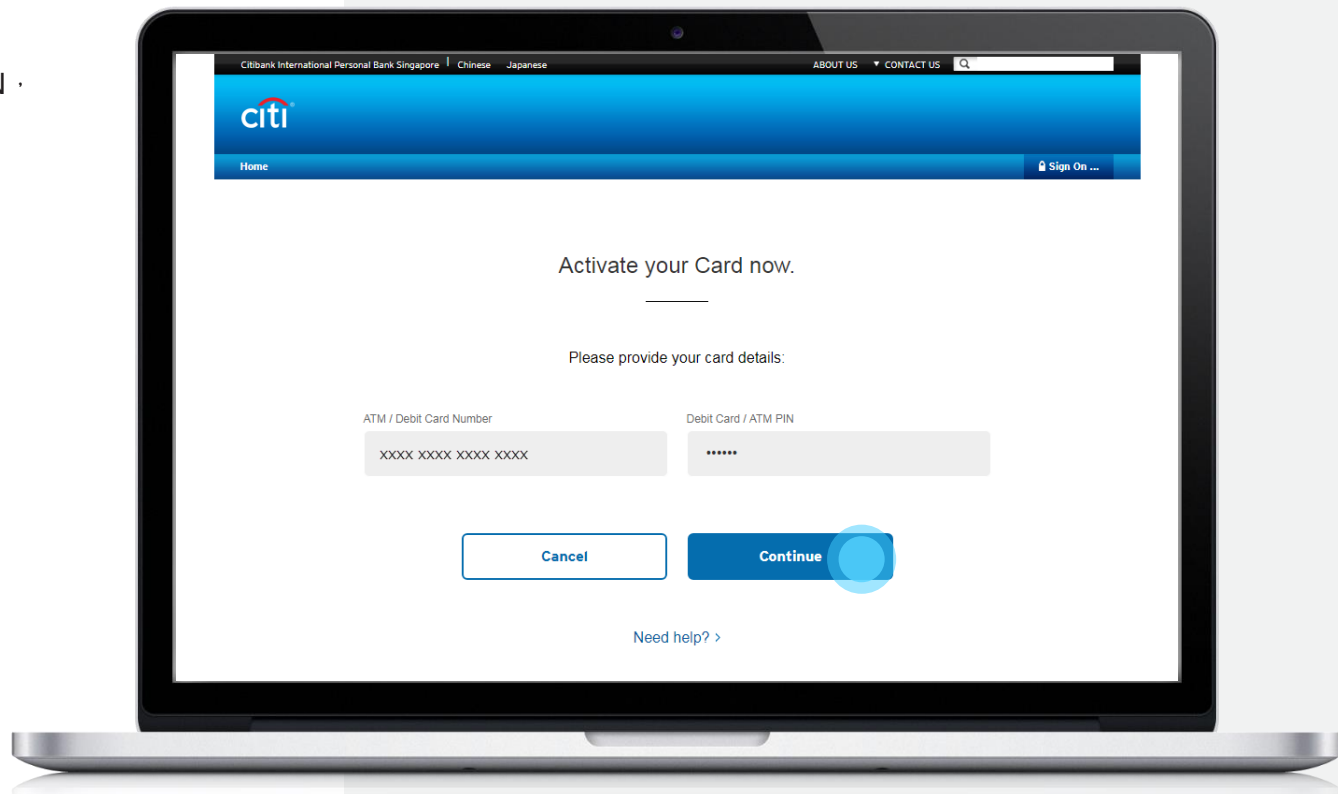 N ,
Citibank International Personal Bank Singapore Chinese Japanese ABOUT US CONTACT US
citi
Home Sign On ...
Activate your Card now.
Please provide your card details:
ATM / Debit Card Number Debit Card / ATM PIN
XXXX XXXX XXXX XXXX ••••••
Cancel Continue
Need help? >